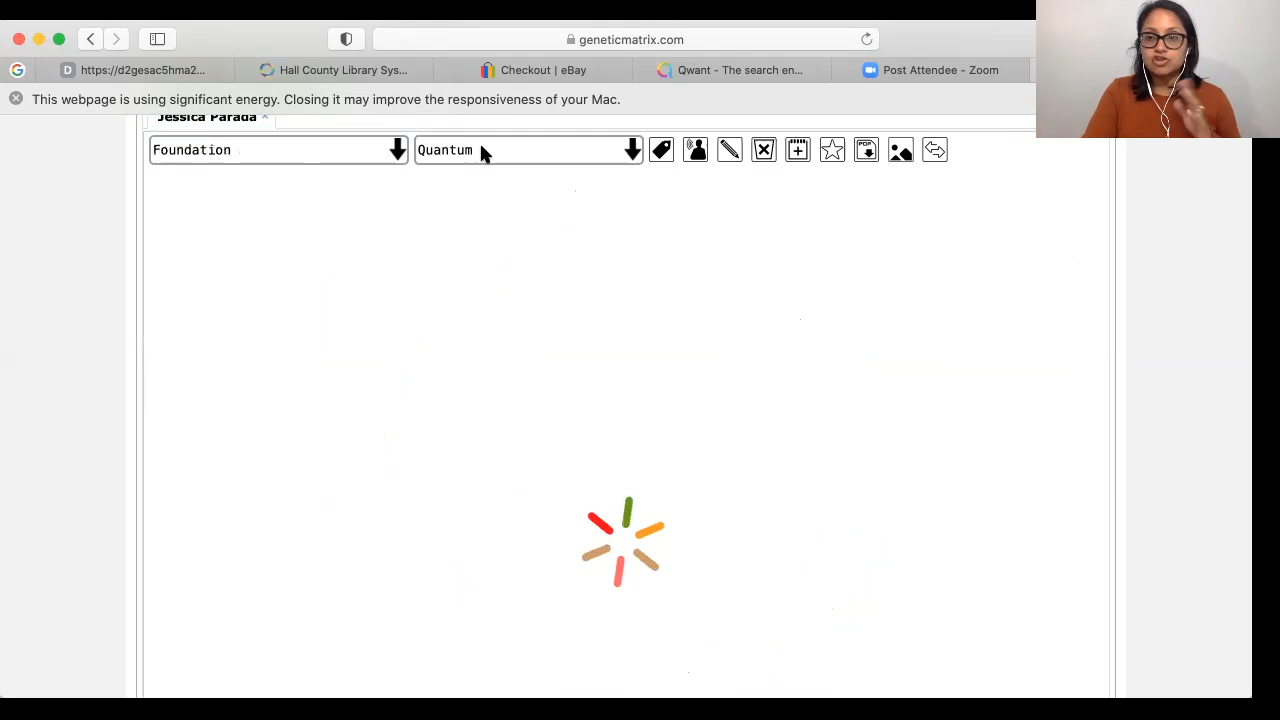 geneticmatrix.com
G D https://d2gesac5hma2... Hall County Library Sys... Checkout | eBay Qwant - The search en... Post Attendee - Zoom
This webpage is using significant energy. Closing it may improve the responsiveness of your Mac.
Jessica Parada ×
Foundation Quantum PDF